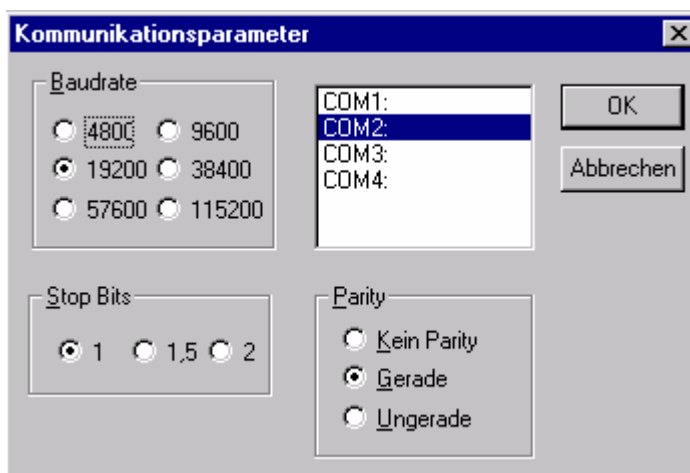 Kommunikationsparameter
Baudrate
4800 9600
19200 38400
57600 115200
COM1:
COM2:
COM3:
COM4:
OK
Abbrechen
Stop Bits
1 1,5 2
Parity
Kein Parity
Gerade
Ungerade